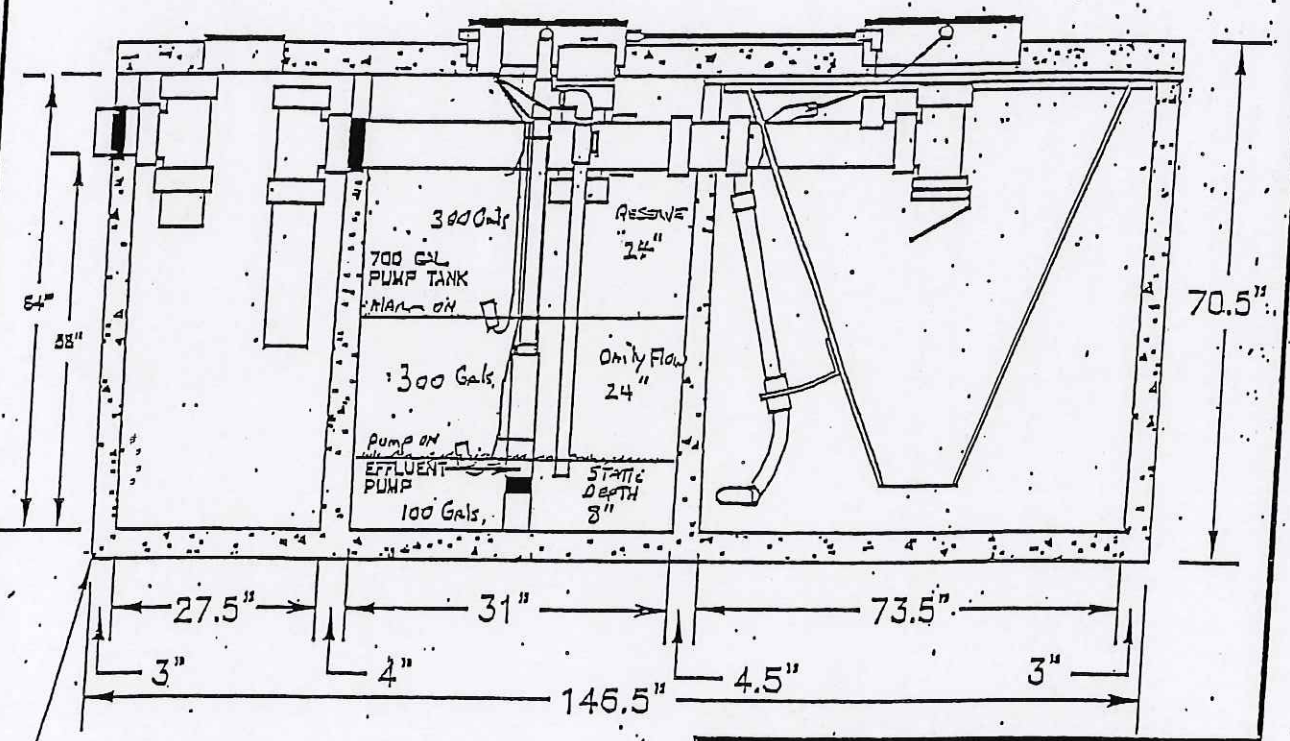 300 Gals
RESERVE
24"
700 GAL
PUMP TANK
ALARM ON
64"
58"
70.5"
300 Gals.
Daily Flow
24"
Pump ON
EFFLUENT
PUMP
STATIC
DEPTH
8"
100 Gals.
27.5"
31"
73.5"
3"
4"
4.5"
3"
146.5"